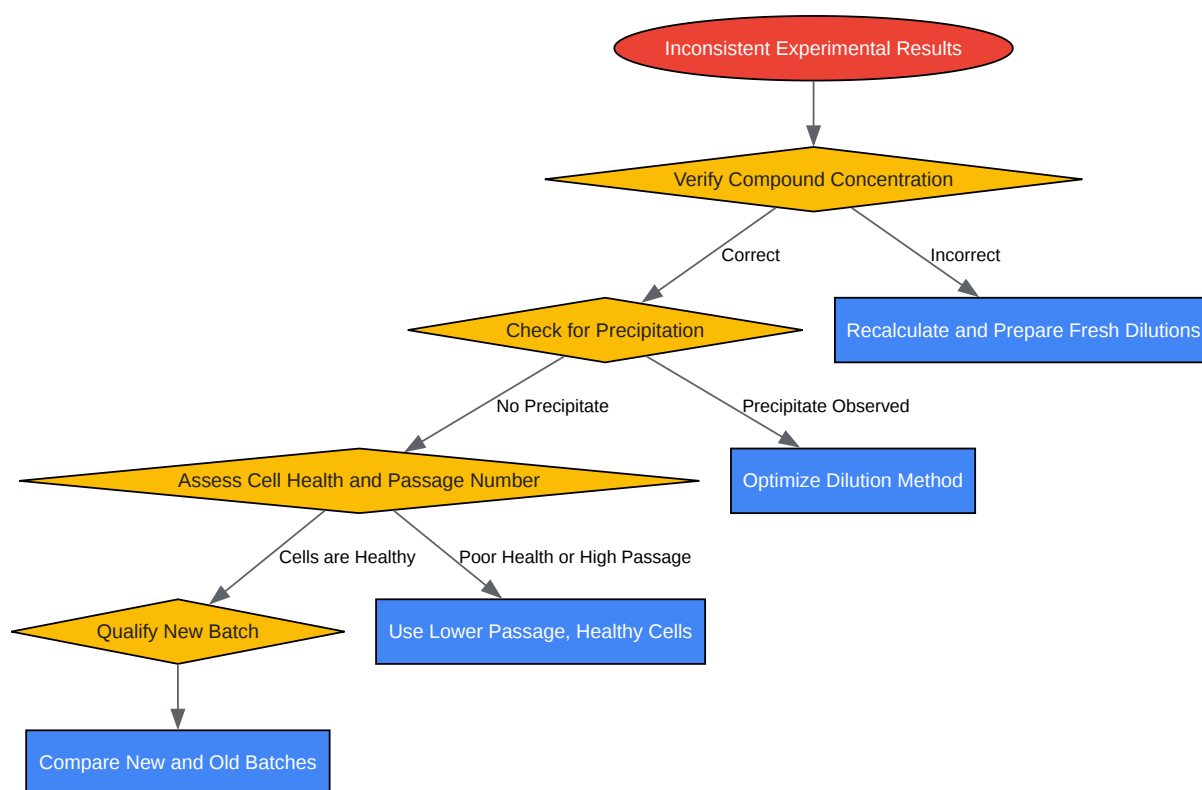 Inconsistent Experimental Results
Verify Compound Concentration
Correct
Incorrect
Check for Precipitation
Recalculate and Prepare Fresh Dilutions
No Precipitate
Precipitate Observed
Assess Cell Health and Passage Number
Optimize Dilution Method
Cells are Healthy
Poor Health or High Passage
Qualify New Batch
Use Lower Passage, Healthy Cells
Compare New and Old Batches